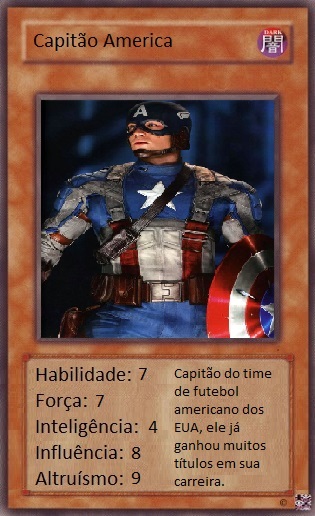 Capitão America
DARK
闇
A
Habilidade: 7
Força: 7
Inteligência: 4
Influência: 8
Altruísmo: 9
Capitão do time
de futebol
americano dos
EUA, ele já
ganhou muitos
títulos em sua
carreira.
©